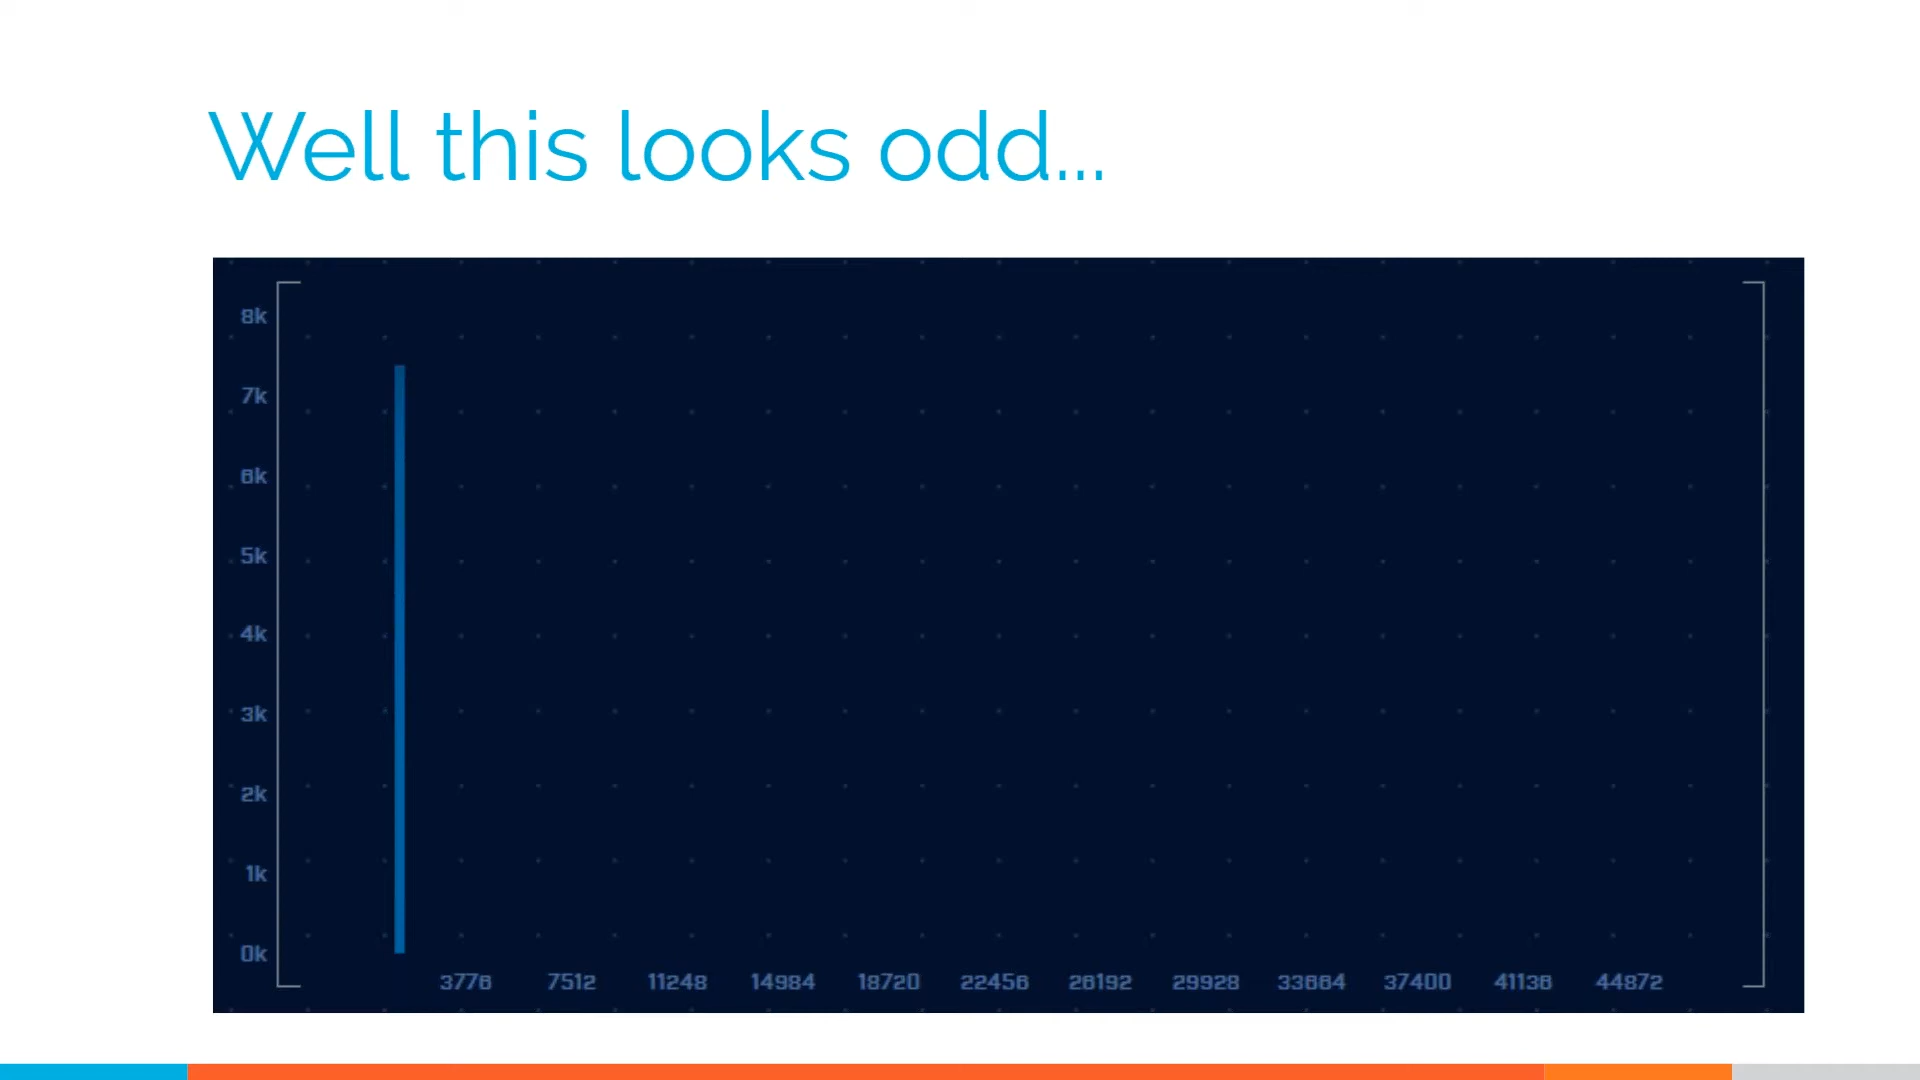 Well this looks odd...
8k
7k
6k
5k
4k
3k
2k
1k
0k
3776 7512 11248 14984 18720 22456 26192 29928 33664 37400 41136 44872